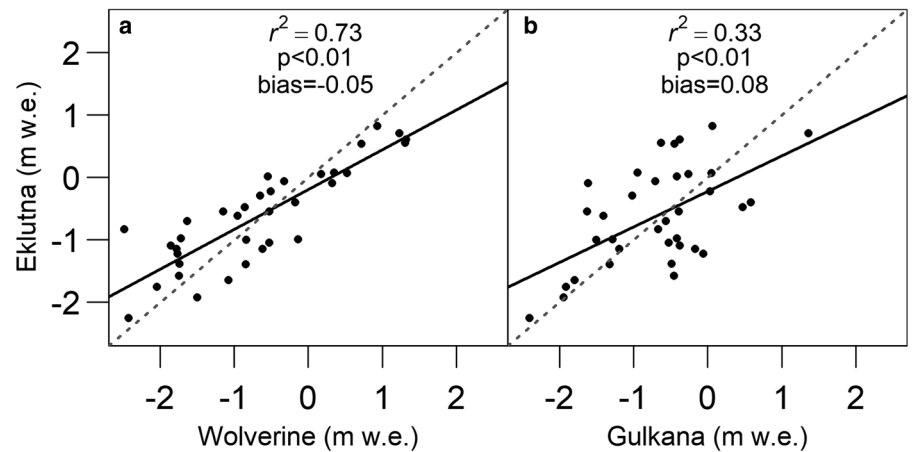 a
r² = 0.73
p<0.01
bias=-0.05
b
r² = 0.33
p<0.01
bias=0.08
Eklutna (m w.e.)
2
1
0
-1
-2
-2 -1 0 1 2
-2 -1 0 1 2
Wolverine (m w.e.)
Gulkana (m w.e.)